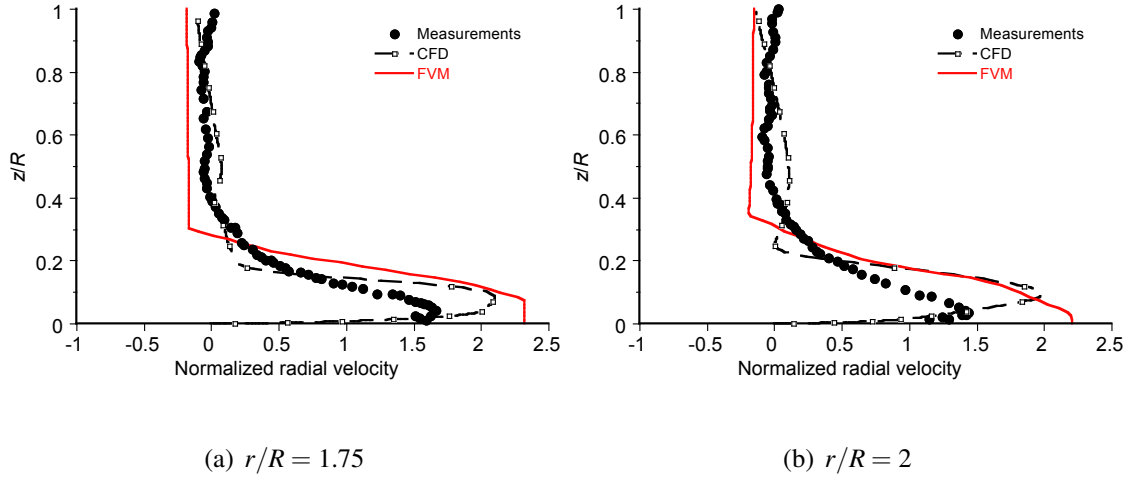 Measurements
CFD
FVM
z/R
1
0.8
0.6
0.4
0.2
0
-1 -0.5 0 0.5 1 1.5 2 2.5
Normalized radial velocity
(a) r/R = 1.75
Measurements
CFD
FVM
z/R
1
0.8
0.6
0.4
0.2
0
-1 -0.5 0 0.5 1 1.5 2 2.5
Normalized radial velocity
(b) r/R = 2